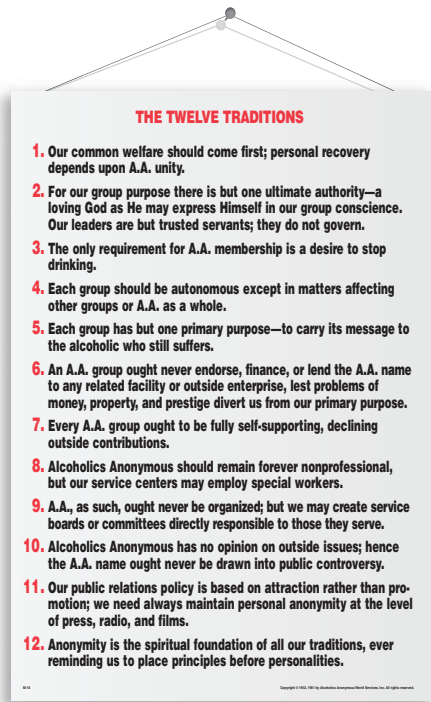 THE TWELVE TRADITIONS
1. Our common welfare should come first; personal recovery
depends upon A.A. unity.
2. For our group purpose there is but one ultimate authority—a
loving God as He may express Himself in our group conscience.
Our leaders are but trusted servants; they do not govern.
3. The only requirement for A.A. membership is a desire to stop
drinking.
4. Each group should be autonomous except in matters affecting
other groups or A.A. as a whole.
5. Each group has but one primary purpose—to carry its message to
the alcoholic who still suffers.
6. An A.A. group ought never endorse, finance, or lend the A.A. name
to any related facility or outside enterprise, lest problems of
money, property, and prestige divert us from our primary purpose.
7. Every A.A. group ought to be fully self-supporting, declining
outside contributions.
8. Alcoholics Anonymous should remain forever nonprofessional,
but our service centers may employ special workers.
9. A.A., as such, ought never be organized; but we may create service
boards or committees directly responsible to those they serve.
10. Alcoholics Anonymous has no opinion on outside issues; hence
the A.A. name ought never be drawn into public controversy.
11. Our public relations policy is based on attraction rather than pro-
motion; we need always maintain personal anonymity at the level
of press, radio, and films.
12. Anonymity is the spiritual foundation of all our traditions, ever
reminding us to place principles before personalities.
Copyright © 1952, 1981 by Alcoholics Anonymous World Services, Inc. All rights reserved.